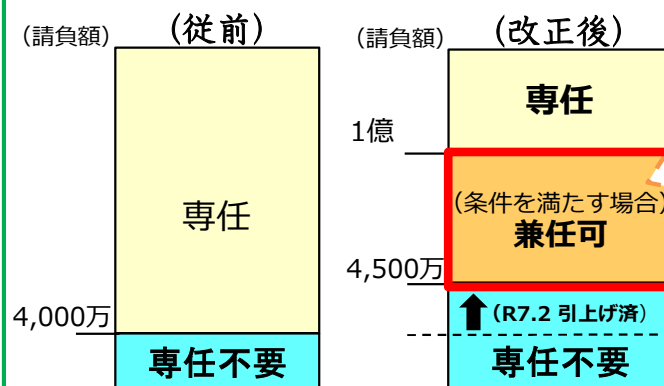 (請負額)
(従前)
専任
4,000万
専任不要
(請負額)
(改正後)
専任
1億
(条件を満たす場合)
兼任可
4,500万
(R7.2 引上げ済)
専任不要